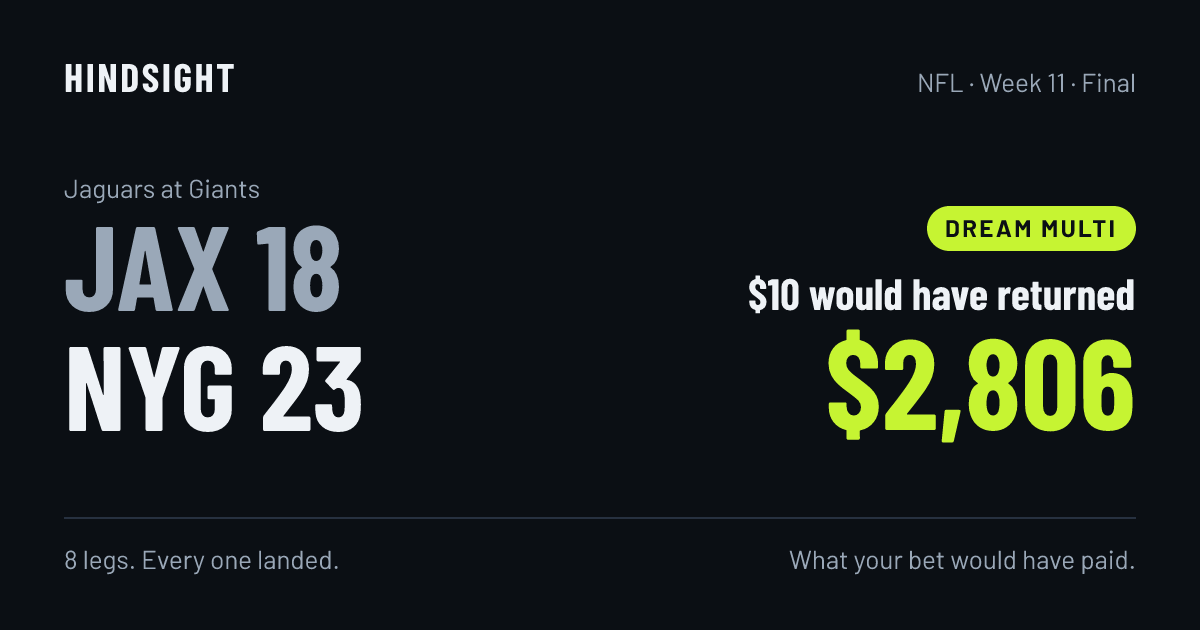 HINDSIGHT
NFL · Week 11 · Final
Jaguars at Giants
JAX 18
NYG 23
DREAM MULTI
$10 would have returned
$2,806
8 legs. Every one landed.
What your bet would have paid.